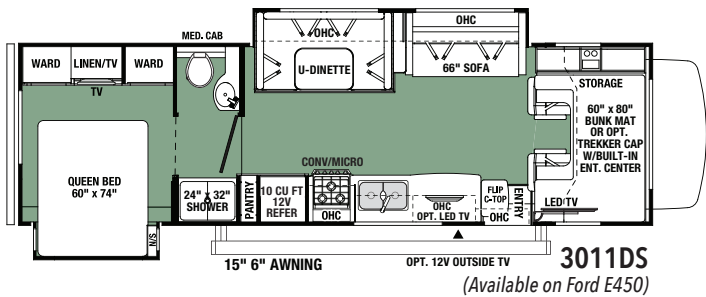 MED. CAB
WARD
LINEN/TV
WARD
TV
OHC
U-DINETTE
OHC
66" SOFA
STORAGE
60" x 80"
BUNK MAT
OR OPT.
TREKKER CAP
W/BUILT-IN
ENT. CENTER
QUEEN BED
60" x 74"
N/S
24" x 32"
SHOWER
PANTRY
10 CU FT
12V
REFER
CONV/MICRO
OHC
OHC
OPT. LED TV
FLIP
C-TOP
OHC
ENTRY
LED TV
15" 6" AWNING
OPT. 12V OUTSIDE TV
3011DS
(Available on Ford E450)